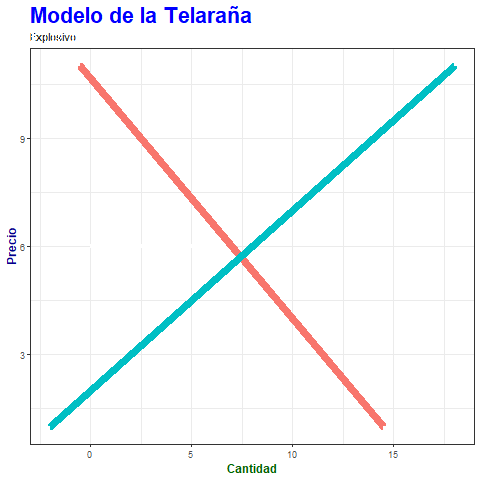 Modelo de la Telaraña
Explosivo
9
6
3
Precio
0 5 10 15
Cantidad